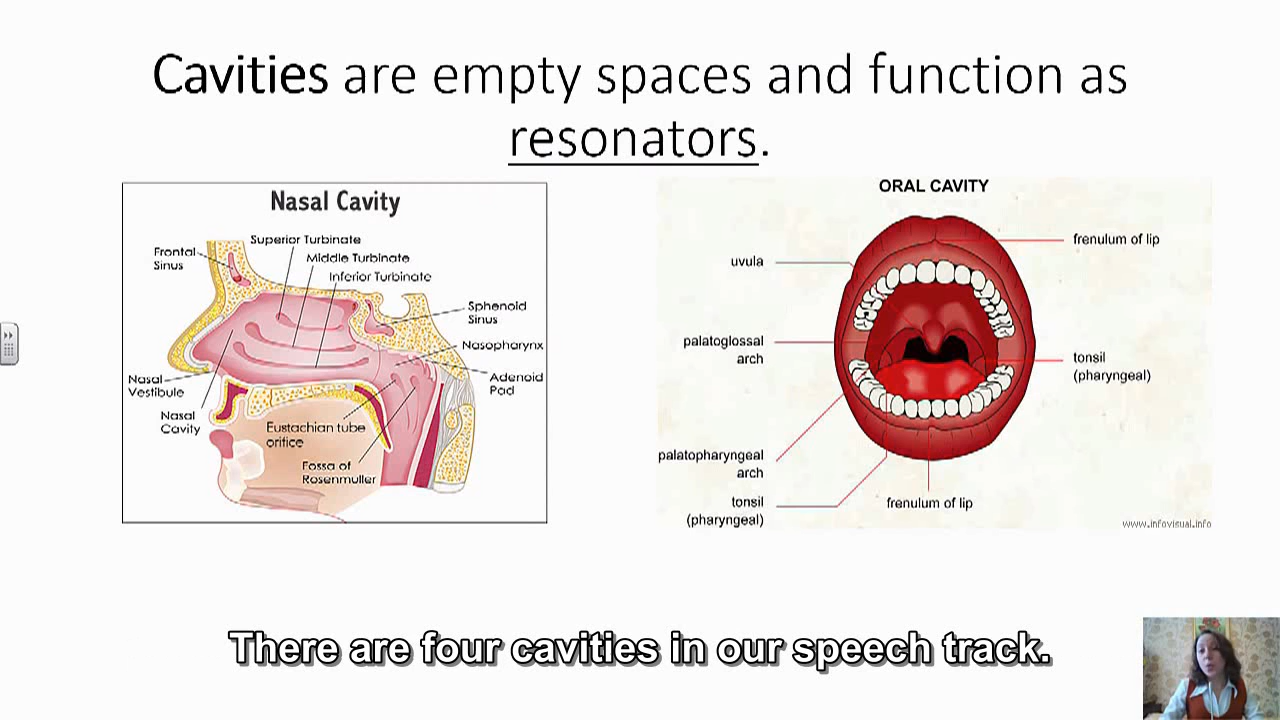 Cavities are empty spaces and function as
resonators.
Nasal Cavity
Superior Turbinate
Middle Turbinate
Inferior Turbinate
Frontal
Sinus
Sphenoid
Sinus
Nasopharynx
Adenoid
Pad
Nasal
Vestibule
Nasal
Cavity
Eustachian tube
orifice
Fossa of
Rosenmuller
ORAL CAVITY
frenulum of lip
uvula
palatoglossal
arch
tonsil
(pharyngeal)
palatopharyngeal
arch
tonsil
(pharyngeal)
frenulum of lip
www.infovisual.info
There are four cavities in our speech track.